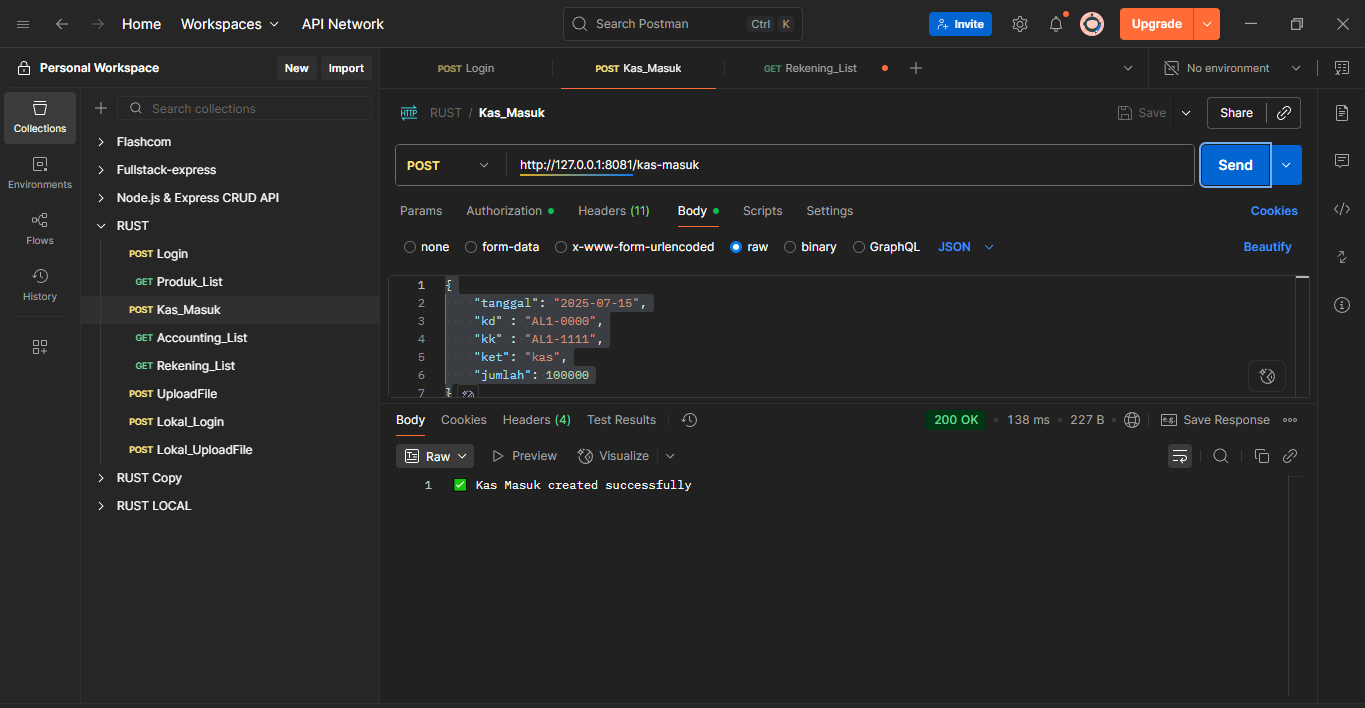 Home Workspaces API Network Search Postman Ctrl K Invite Upgrade
Personal Workspace New Import
POST Login POST Kas_Masuk GET Rekening_List No environment
Collections
Environments
Flows
History
Search collections
Flashcom
Fullstack-express
Node.js & Express CRUD API
RUST
POST Login
GET Produk_List
POST Kas_Masuk
GET Accounting_List
GET Rekening_List
POST UploadFile
POST Lokal_Login
POST Lokal_UploadFile
RUST Copy
RUST LOCAL
HTTP RUST / Kas_Masuk Save Share
POST http://127.0.0.1:8081/kas-masuk Send
Params Authorization Headers (11) Body Scripts Settings Cookies
none form-data x-www-form-urlencoded raw binary GraphQL JSON Beautify
1 {
2 "tanggal": "2025-07-15",
3 "kd" : "AL1-0000",
4 "kk" : "AL1-1111",
5 "ket": "kas",
6 "jumlah": 100000
7 }
Body Cookies Headers (4) Test Results 200 OK • 138 ms • 227 B e.g. Save Response
Raw Preview Visualize
1 ✅ Kas Masuk created successfully